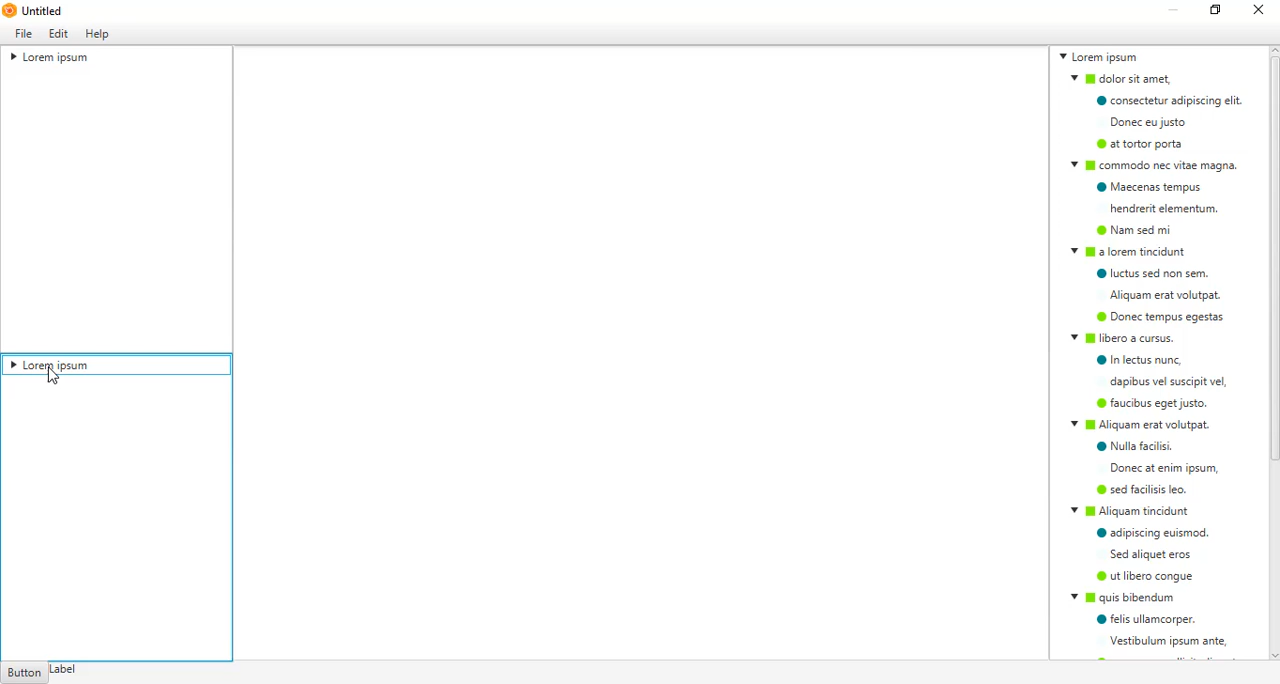 Untitled
File Edit Help
Lorem ipsum
Lorem ipsum
Button Label
Lorem ipsum
dolor sit amet,
consectetur adipiscing elit.
Donec eu justo
at tortor porta
commodo nec vitae magna.
Maecenas tempus
hendrerit elementum.
Nam sed mi
a lorem tincidunt
luctus sed non sem.
Aliquam erat volutpat.
Donec tempus egestas
libero a cursus.
In lectus nunc,
dapibus vel suscipit vel,
faucibus eget justo.
Aliquam erat volutpat.
Nulla facilisi.
Donec at enim ipsum,
sed facilisis leo.
Aliquam tincidunt
adipiscing euismod.
Sed aliquet eros
ut libero congue
quis bibendum
felis ullamcorper.
Vestibulum ipsum ante,